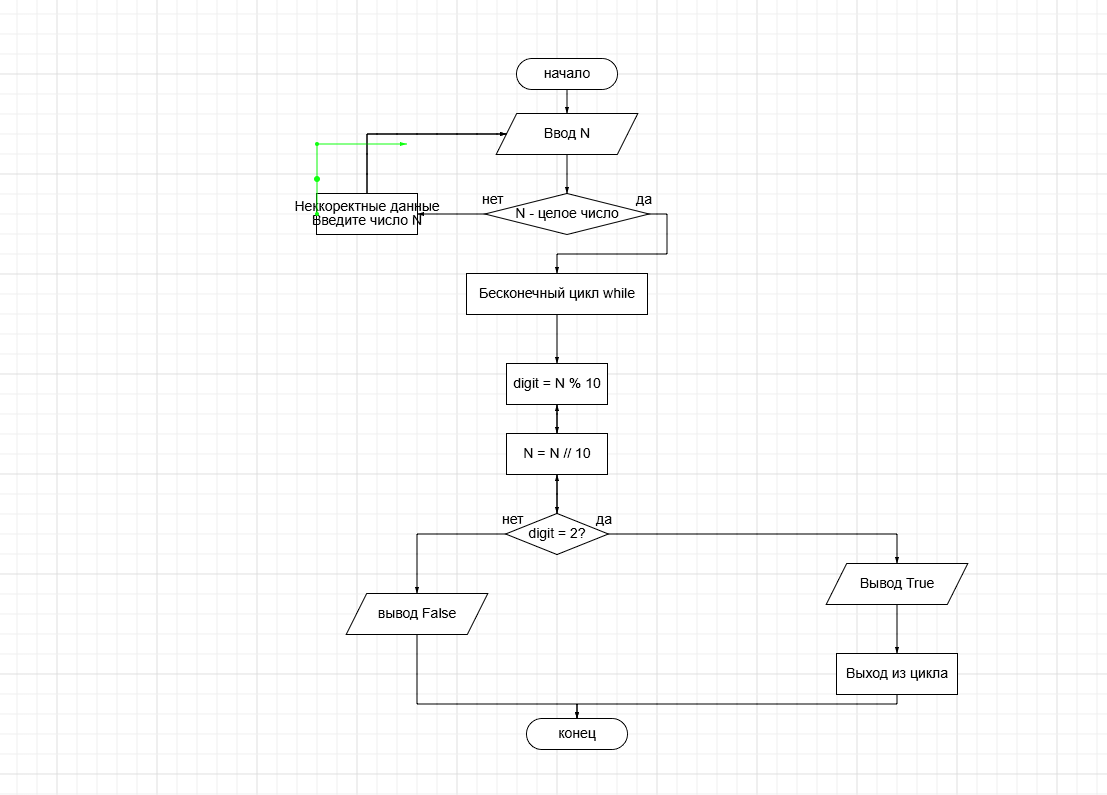 начало
Ввод N
нет
да
Неккоректные данные
Введите число N
N - целое число
Бесконечный цикл while
digit = N % 10
N = N // 10
нет
да
digit = 2?
Вывод True
вывод False
Выход из цикла
конец